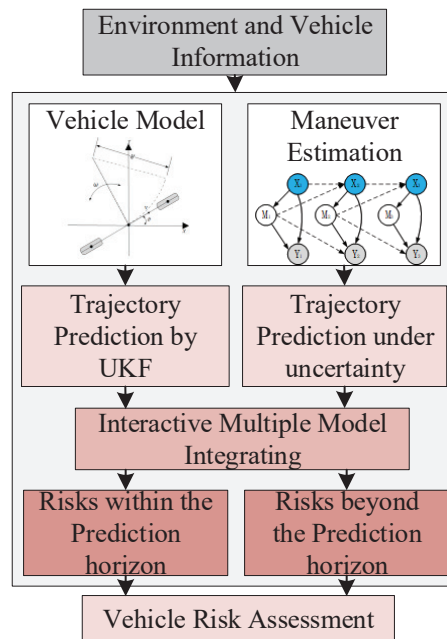 Environment and Vehicle
Information
Vehicle Model
Maneuver
Estimation
Trajectory
Prediction by
UKF
Trajectory
Prediction under
uncertainty
Interactive Multiple Model
Integrating
Risks within the
Prediction
horizon
Risks beyond
the Prediction
horizon
Vehicle Risk Assessment